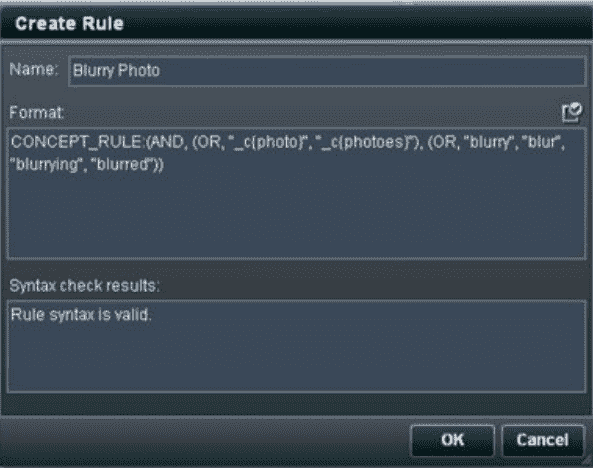 Create Rule
Name: Blurry Photo
Format:
CONCEPT_RULE:(AND, (OR, "_c{photo}", "_c{photoes}"), (OR, "blurry", "blur",
"blurrying", "blurred"))
Syntax check results:
Rule syntax is valid.
OK Cancel